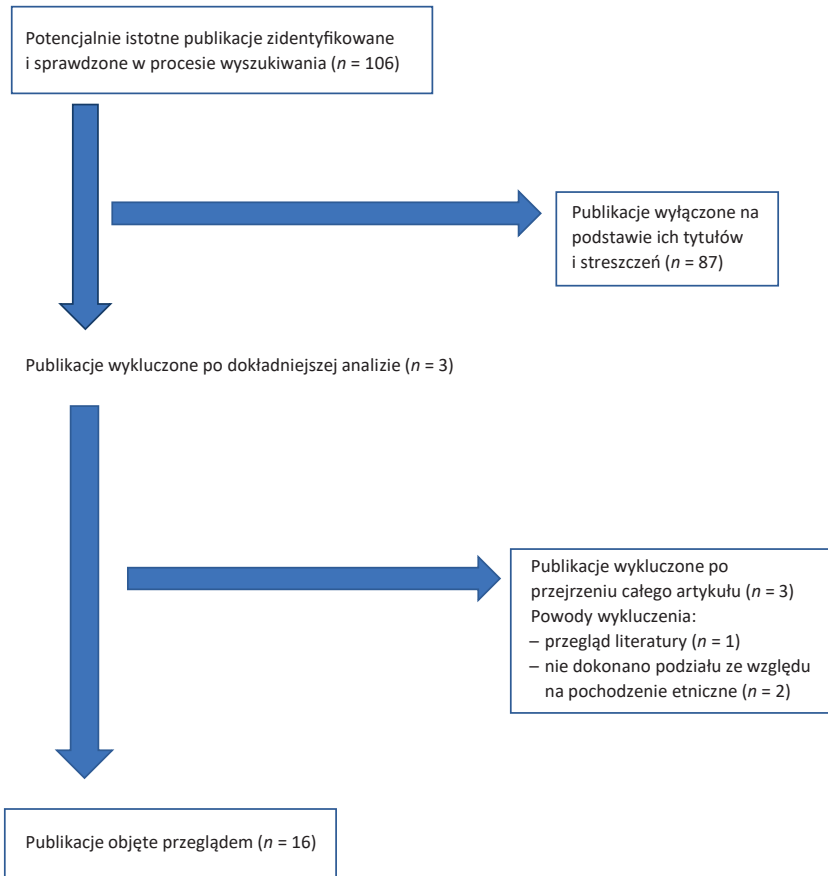 Potencjalnie istotne publikacje zidentyfikowane
i sprawdzone w procesie wyszukiwania (n = 106)
Publikacje wyłączone na
podstawie ich tytułów
i streszczeń (n = 87)
Publikacje wykluczone po dokładniejszej analizie (n = 3)
Publikacje wykluczone po
przejrzeniu całego artykułu (n = 3)
Powody wykluczenia:
– przegląd literatury (n = 1)
– nie dokonano podziału ze względu
na pochodzenie etniczne (n = 2)
Publikacje objęte przeglądem (n = 16)